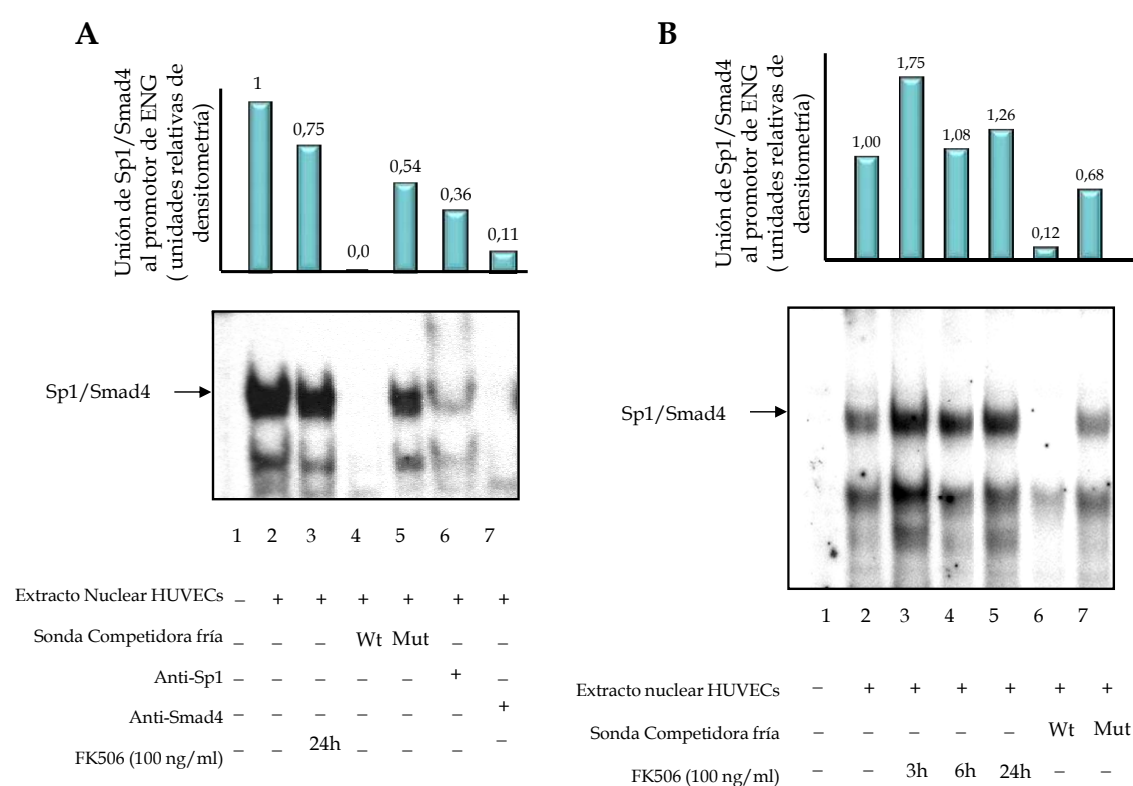 A
Unión de Sp1/Smad4
al promotor de ENG
( unidades relativas de
densitometría)
1
0,75
0,0
0,54
0,36
0,11
Sp1/Smad4
1 2 3 4 5 6 7
Extracto Nuclear HUVECs – + + + + + +
Sonda Competidora fría – – – Wt Mut – –
Anti-Sp1 – – – – – + –
Anti-Smad4 – – – – – – +
FK506 (100 ng/ml) – – 24h – – – –
B
Unión de Sp1/Smad4
al promotor de ENG
( unidades relativas de
densitometría)
1,00
1,75
1,08
1,26
0,12
0,68
Sp1/Smad4
1 2 3 4 5 6 7
Extracto nuclear HUVECs – + + + + + +
Sonda Competidora fría – – – – – Wt Mut
FK506 (100 ng/ml) – – 3h 6h 24h – –